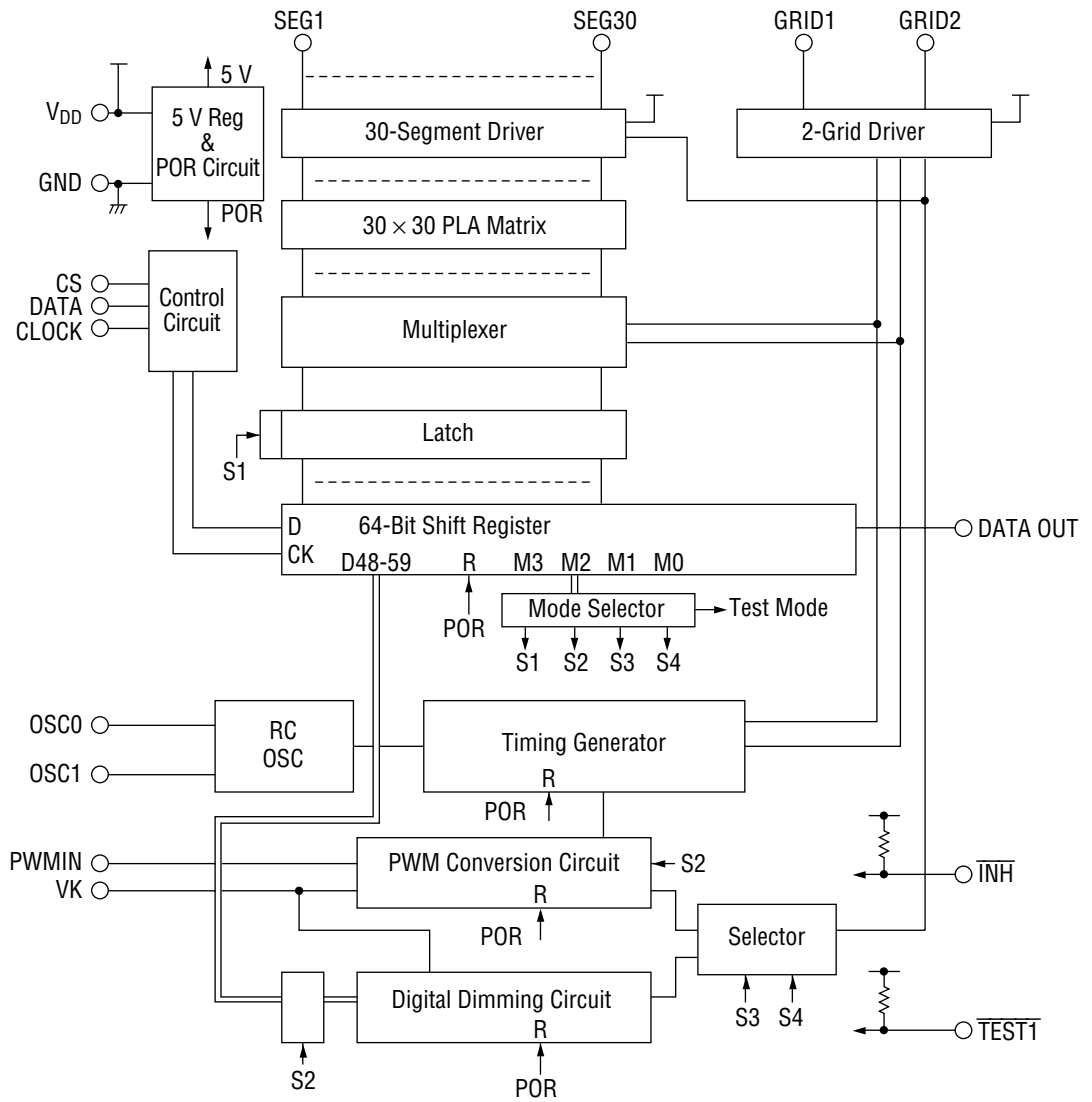 SEG1
SEG30
GRID1
GRID2
5 V
VDD
5 V Reg
&
POR Circuit
30-Segment Driver
2-Grid Driver
GND
POR
30 × 30 PLA Matrix
CS
DATA
CLOCK
Control
Circuit
Multiplexer
Latch
S1
D
64-Bit Shift Register
DATA OUT
CK
D48-59
R
M3
M2
M1
M0
POR
Mode Selector
Test Mode
S1
S2
S3
S4
OSC0
OSC1
RC
OSC
Timing Generator
R
POR
PWMIN
VK
PWM Conversion Circuit
S2
R
POR
INH
Selector
S3
S4
Digital Dimming Circuit
R
TEST1
S2
POR